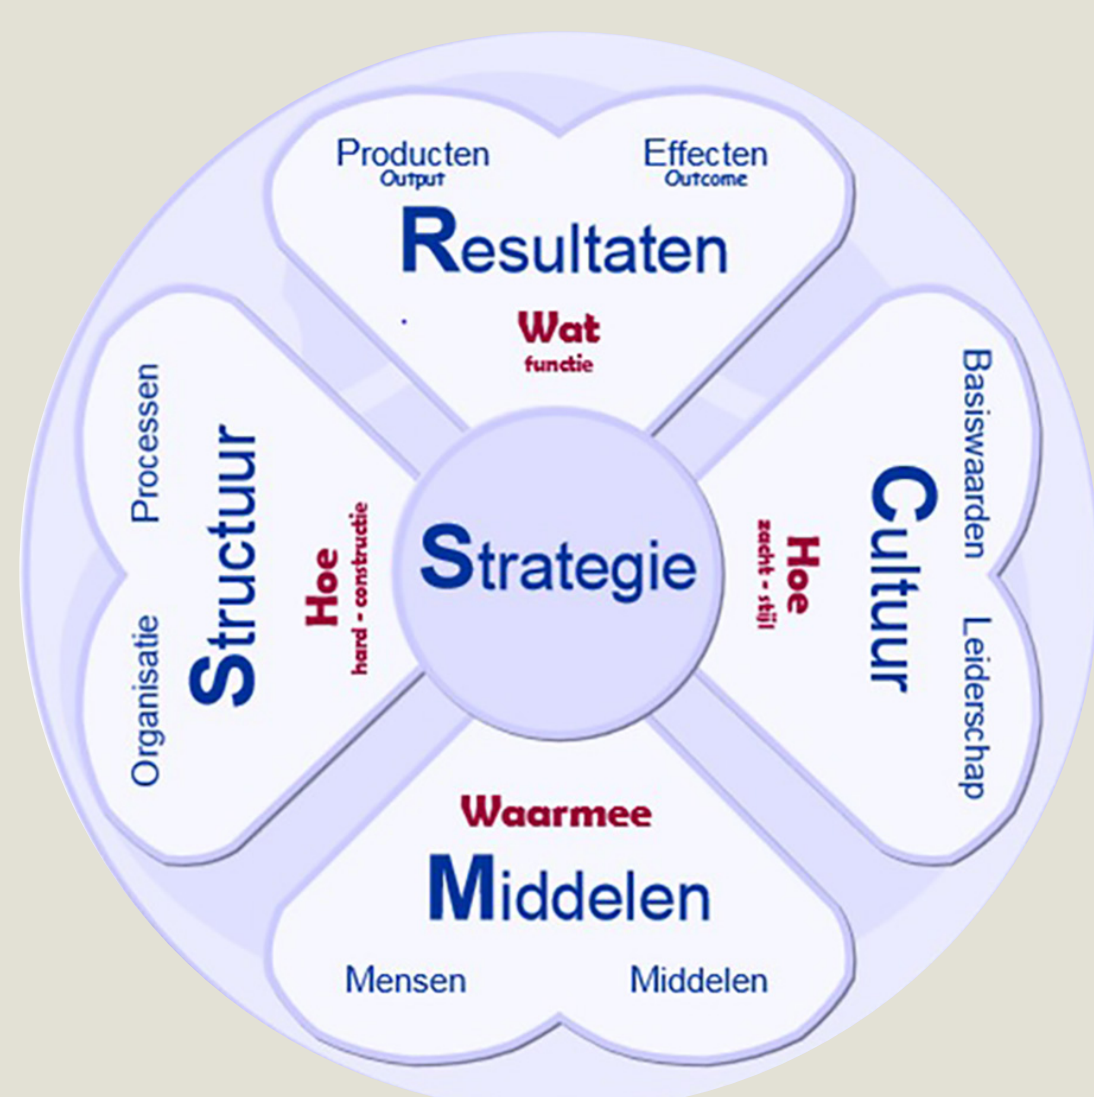 Producten
Output
Effecten
Outcome
Resultaten
Wat
functie
Processen
Organisatie
Structuur
Hoe
hard - constructie
Strategie
Hoe
zacht - stijl
Cultuur
Basiswaarden
Leiderschap
Waarmee
Middelen
Mensen
Middelen